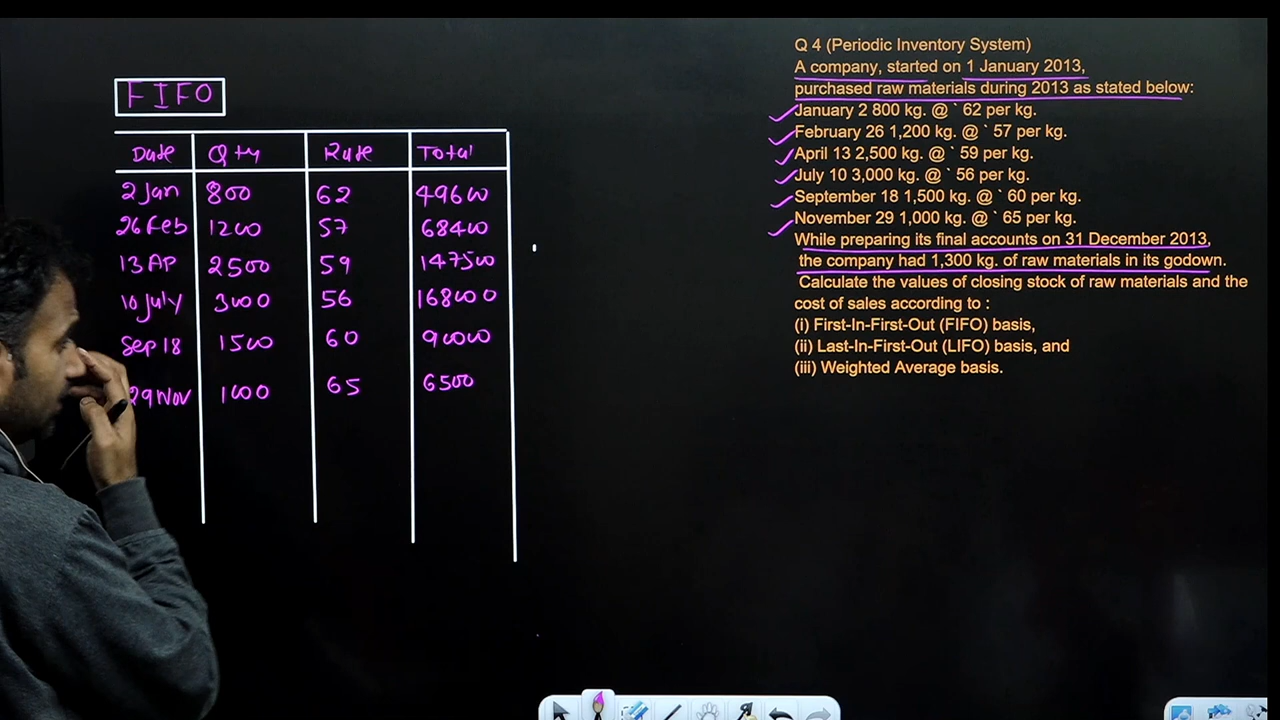 FIFO
Date Qty Rate Total
2 Jan 800 62 49600
26 Feb 1200 57 68400
13 AP 2500 59 147500
10 July 3000 56 168000
Sep 18 1500 60 90000
29 Nov 1000 65 6500
Q 4 (Periodic Inventory System)
A company, started on 1 January 2013,
purchased raw materials during 2013 as stated below:
January 2 800 kg. @ ` 62 per kg.
February 26 1,200 kg. @ ` 57 per kg.
April 13 2,500 kg. @ ` 59 per kg.
July 10 3,000 kg. @ ` 56 per kg.
September 18 1,500 kg. @ ` 60 per kg.
November 29 1,000 kg. @ ` 65 per kg.
While preparing its final accounts on 31 December 2013,
the company had 1,300 kg. of raw materials in its godown.
Calculate the values of closing stock of raw materials and the
cost of sales according to :
(i) First-In-First-Out (FIFO) basis,
(ii) Last-In-First-Out (LIFO) basis, and
(iii) Weighted Average basis.